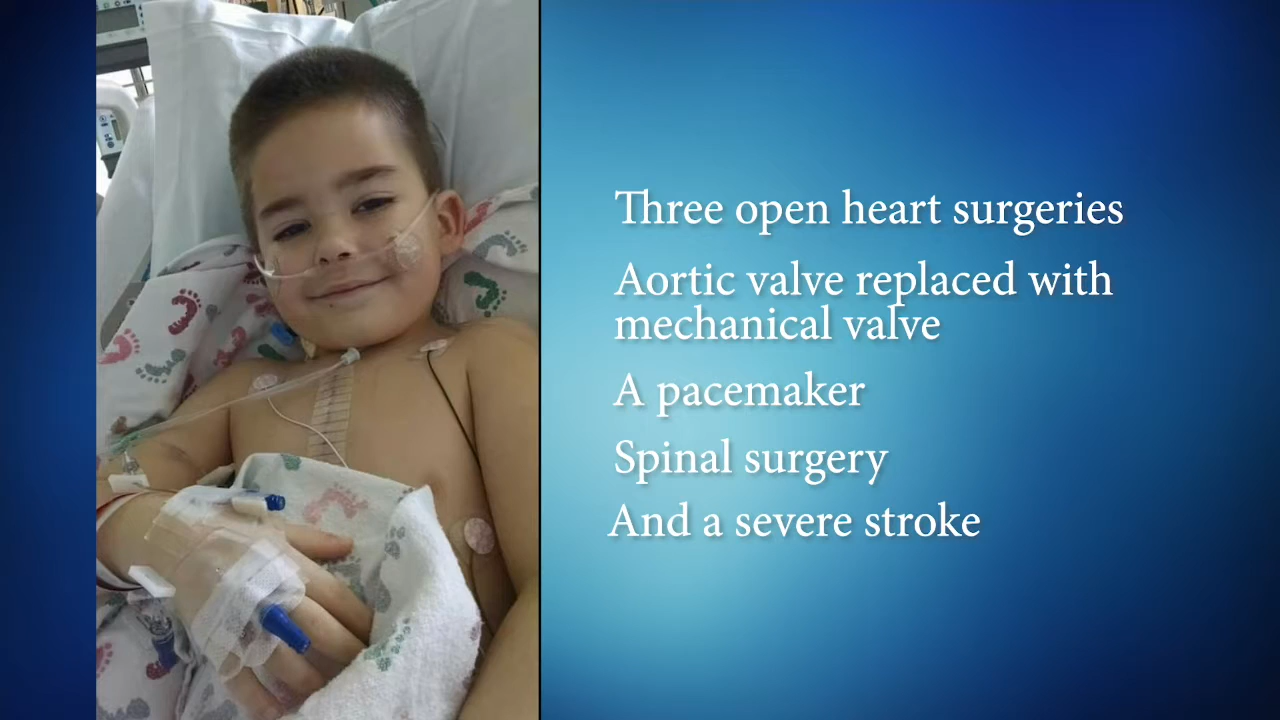 Three open heart surgeries
Aortic valve replaced with
mechanical valve
A pacemaker
Spinal surgery
And a severe stroke